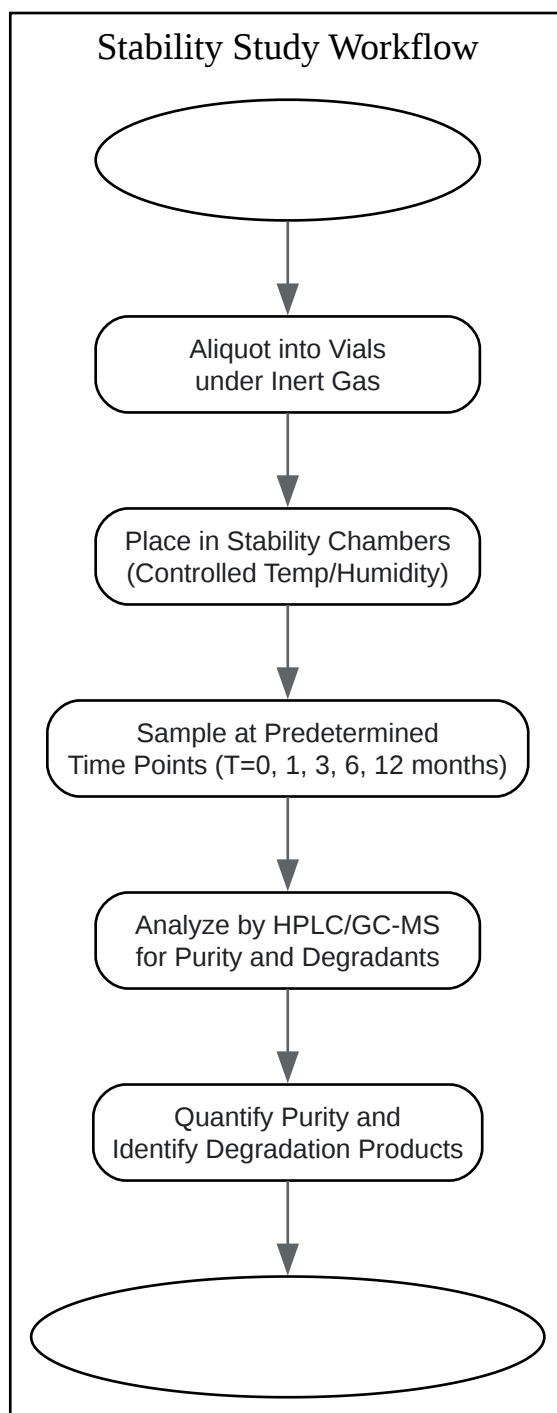 Stability Study Workflow
Aliquot into Vials
under Inert Gas
Place in Stability Chambers
(Controlled Temp/Humidity)
Sample at Predetermined
Time Points (T=0, 1, 3, 6, 12 months)
Analyze by HPLC/GC-MS
for Purity and Degradants
Quantify Purity and
Identify Degradation Products